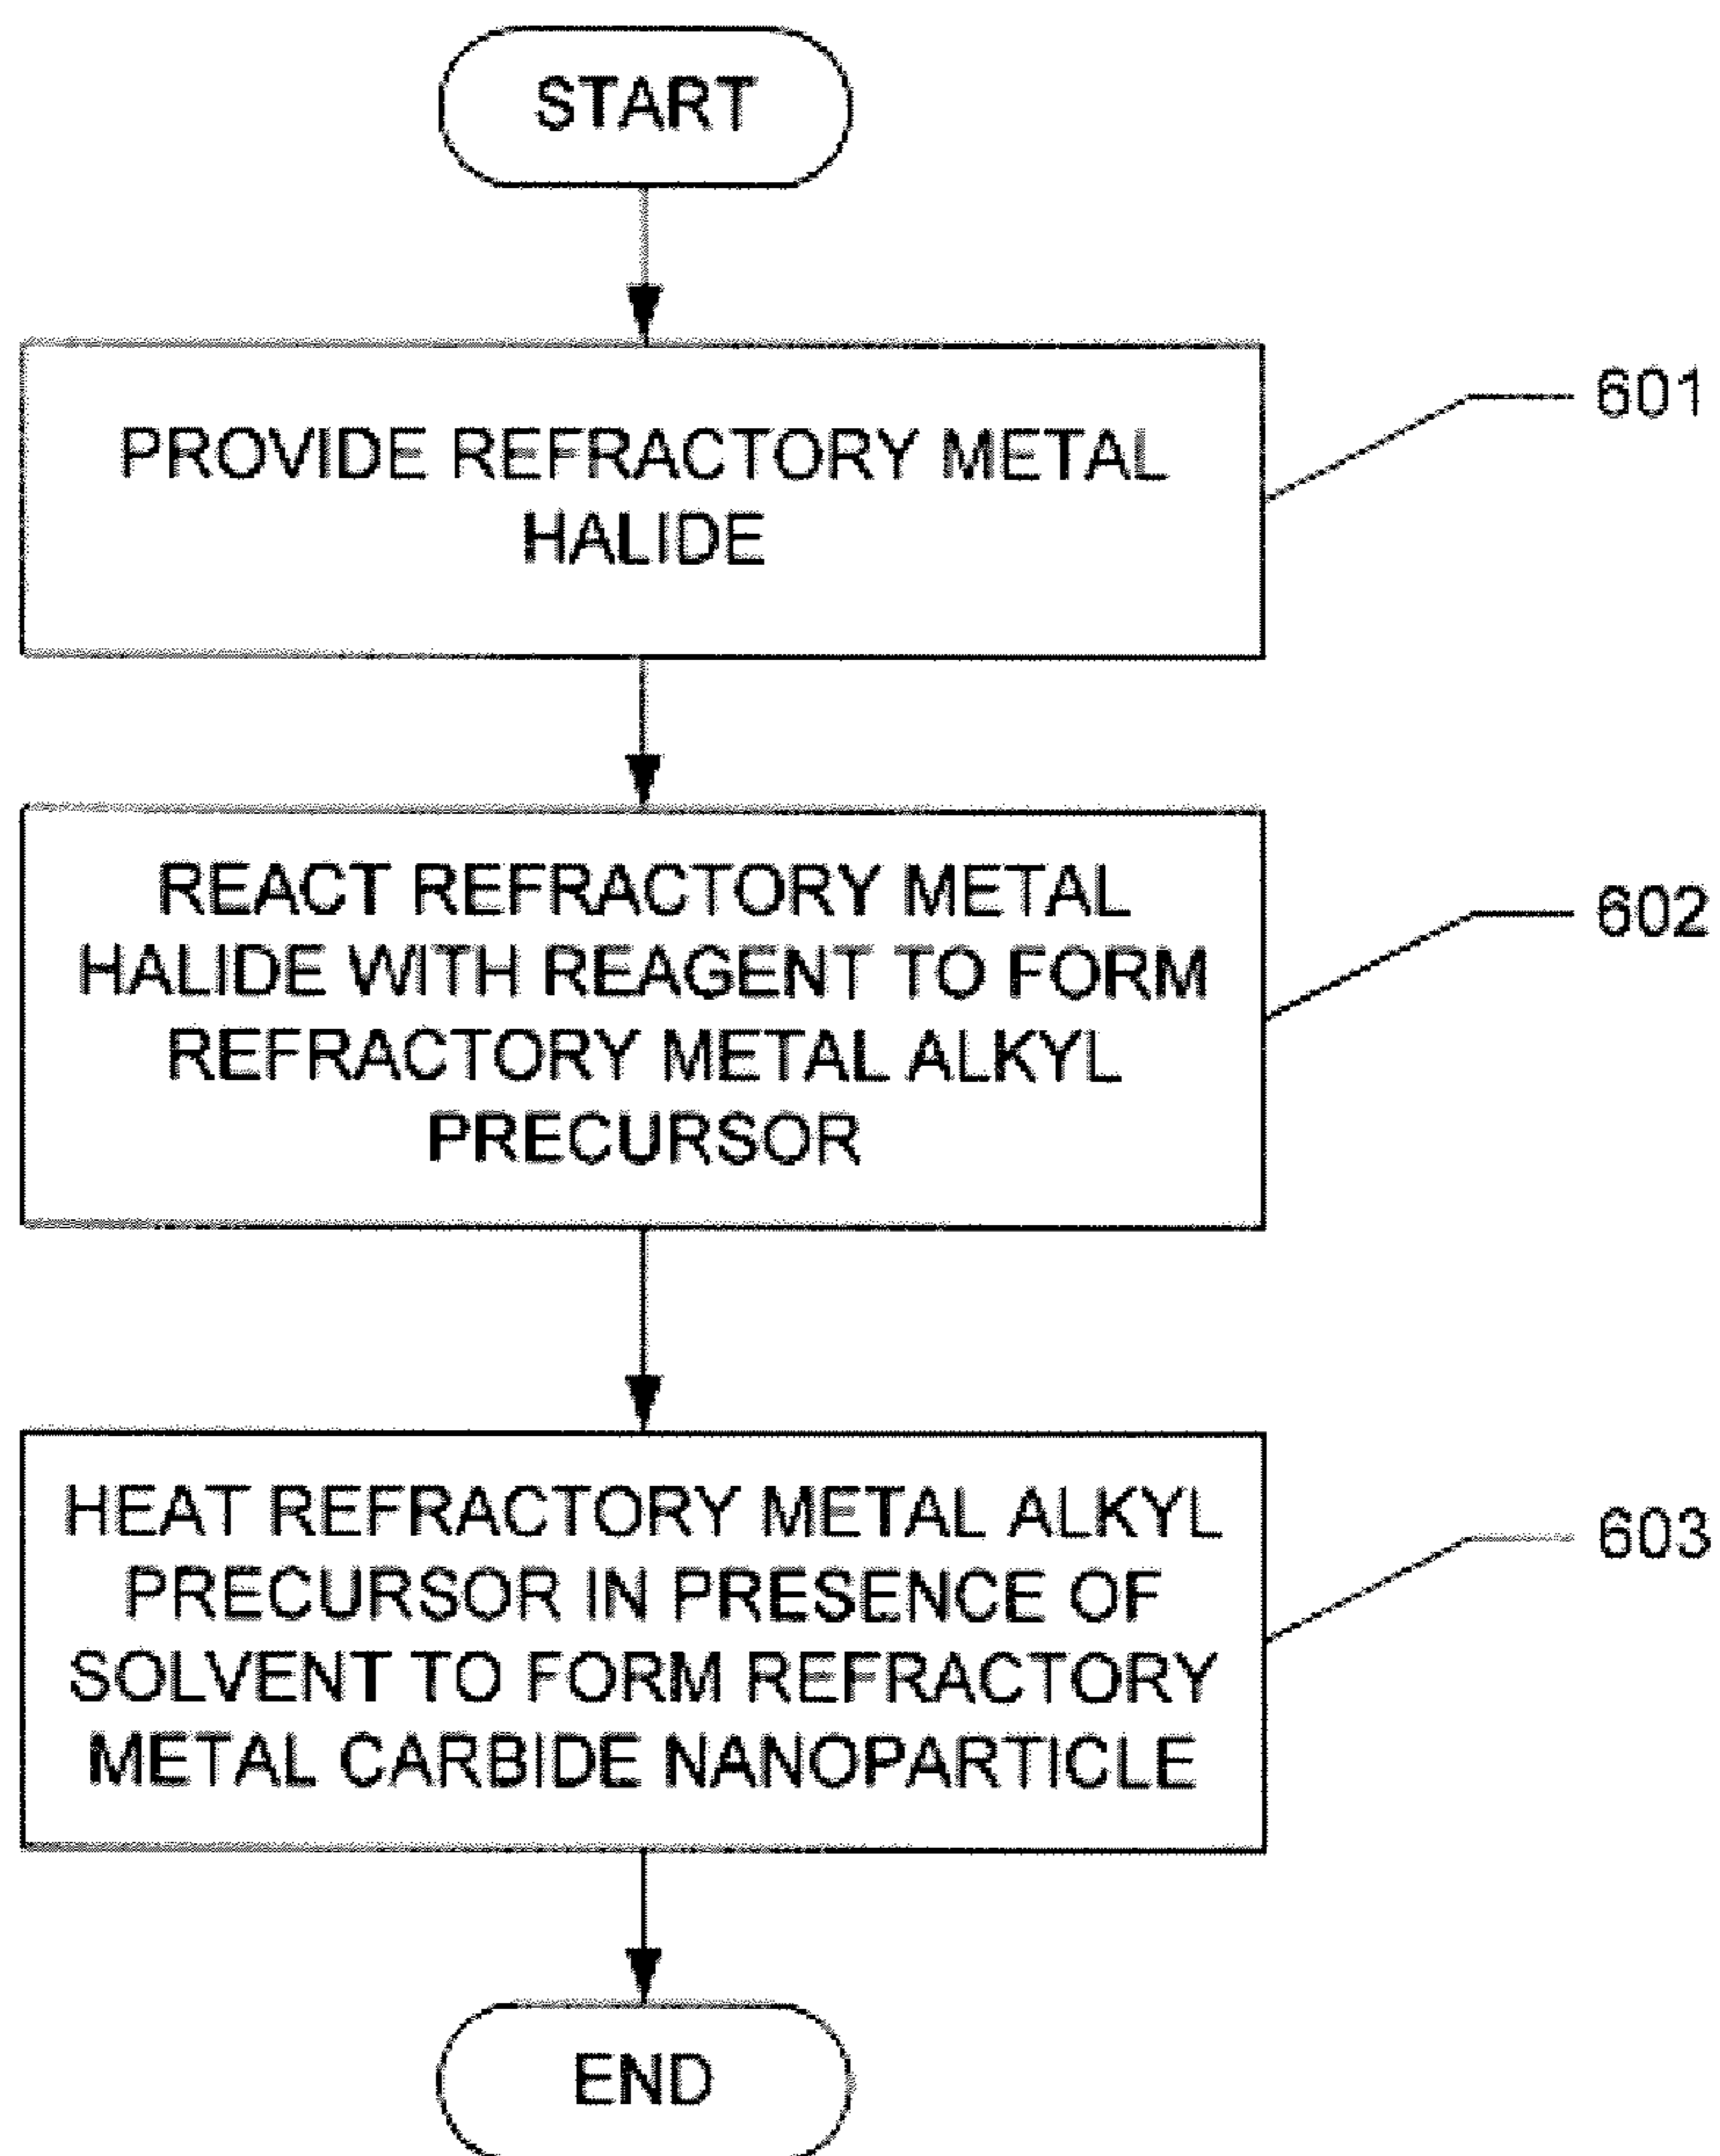 START
PROVIDE REFRACTORY METAL
HALIDE
601
REACT REFRACTORY METAL
HALIDE WITH REAGENT TO FORM
REFRACTORY METAL ALKYL
PRECURSOR
602
HEAT REFRACTORY METAL ALKYL
PRECURSOR IN PRESENCE OF
SOLVENT TO FORM REFRACTORY
METAL CARBIDE NANOPARTICLE
603
END